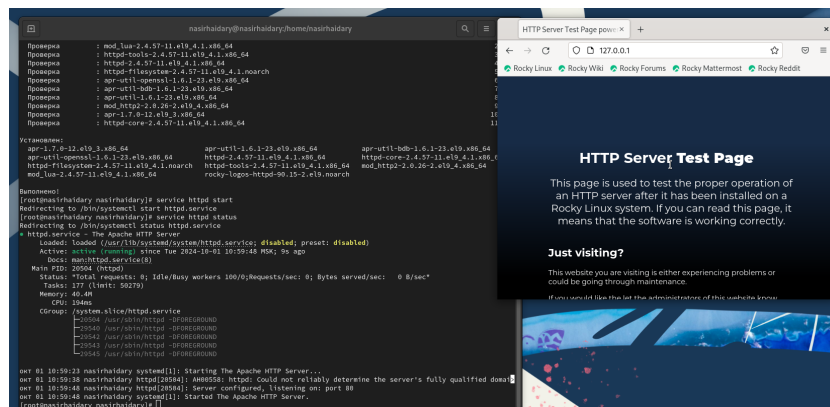 nasirhaidary@nasirhaidary:/home/nasirhaidary
Проверка : mod_lua-2.4.57-11.el9_4.1.x86_64
Проверка : httpd-tools-2.4.57-11.el9_4.1.x86_64
Проверка : httpd-2.4.57-11.el9_4.1.x86_64
Проверка : httpd-filesystem-2.4.57-11.el9_4.1.noarch
Проверка : apr-util-openssl-1.6.1-23.el9.x86_64
Проверка : apr-util-bdb-1.6.1-23.el9.x86_64
Проверка : apr-util-1.6.1-23.el9.x86_64
Проверка : mod_http2-2.0.26-2.el9_4.x86_64
Проверка : apr-1.7.0-12.el9_3.x86_64
Проверка : httpd-core-2.4.57-11.el9_4.1.x86_64
Установлен:
apr-1.7.0-12.el9_3.x86_64 apr-util-1.6.1-23.el9.x86_64 apr-util-bdb-1.6.1-23.el9.x86_64
apr-util-openssl-1.6.1-23.el9.x86_64 httpd-2.4.57-11.el9_4.1.x86_64 httpd-core-2.4.57-11.el9_4.1.x86_6
httpd-filesystem-2.4.57-11.el9_4.1.noarch httpd-tools-2.4.57-11.el9_4.1.x86_64 mod_http2-2.0.26-2.el9_4.x86_64
mod_lua-2.4.57-11.el9_4.1.x86_64 rocky-logos-httpd-90.15-2.el9.noarch
Выполнено!
[root@nasirhaidary nasirhaidary]# service httpd start
Redirecting to /bin/systemctl start httpd.service
[root@nasirhaidary nasirhaidary]# service httpd status
Redirecting to /bin/systemctl status httpd.service
● httpd.service - The Apache HTTP Server
Loaded: loaded (/usr/lib/systemd/system/httpd.service; disabled; preset: disabled)
Active: active (running) since Tue 2024-10-01 10:59:48 MSK; 9s ago
Docs: man:httpd.service(8)
Main PID: 20504 (httpd)
Status: "Total requests: 0; Idle/Busy workers 100/0;Requests/sec: 0; Bytes served/sec: 0 B/sec"
Tasks: 177 (limit: 50279)
Memory: 40.4M
CPU: 194ms
CGroup: /system.slice/httpd.service
├─20504 /usr/sbin/httpd -DFOREGROUND
├─29540 /usr/sbin/httpd -DFOREGROUND
├─29542 /usr/sbin/httpd -DFOREGROUND
├─29543 /usr/sbin/httpd -DFOREGROUND
└─29545 /usr/sbin/httpd -DFOREGROUND
окт 01 10:59:23 nasirhaidary systemd[1]: Starting The Apache HTTP Server...
окт 01 10:59:38 nasirhaidary httpd[20504]: AH00558: httpd: Could not reliably determine the server's fully qualified domai
окт 01 10:59:48 nasirhaidary httpd[20504]: Server configured, listening on: port 80
окт 01 10:59:48 nasirhaidary systemd[1]: Started The Apache HTTP Server.
[root@nasirhaidary nasirhaidary]#
HTTP Server Test Page powe
127.0.0.1
Rocky Linux Rocky Wiki Rocky Forums Rocky Mattermost Rocky Reddit
HTTP Server Test Page
This page is used to test the proper operation of
an HTTP server after it has been installed on a
Rocky Linux system. If you can read this page, it
means that the software is working correctly.
Just visiting?
This website you are visiting is either experiencing problems or
could be going through maintenance.
If you would like the let the administrators of this website know